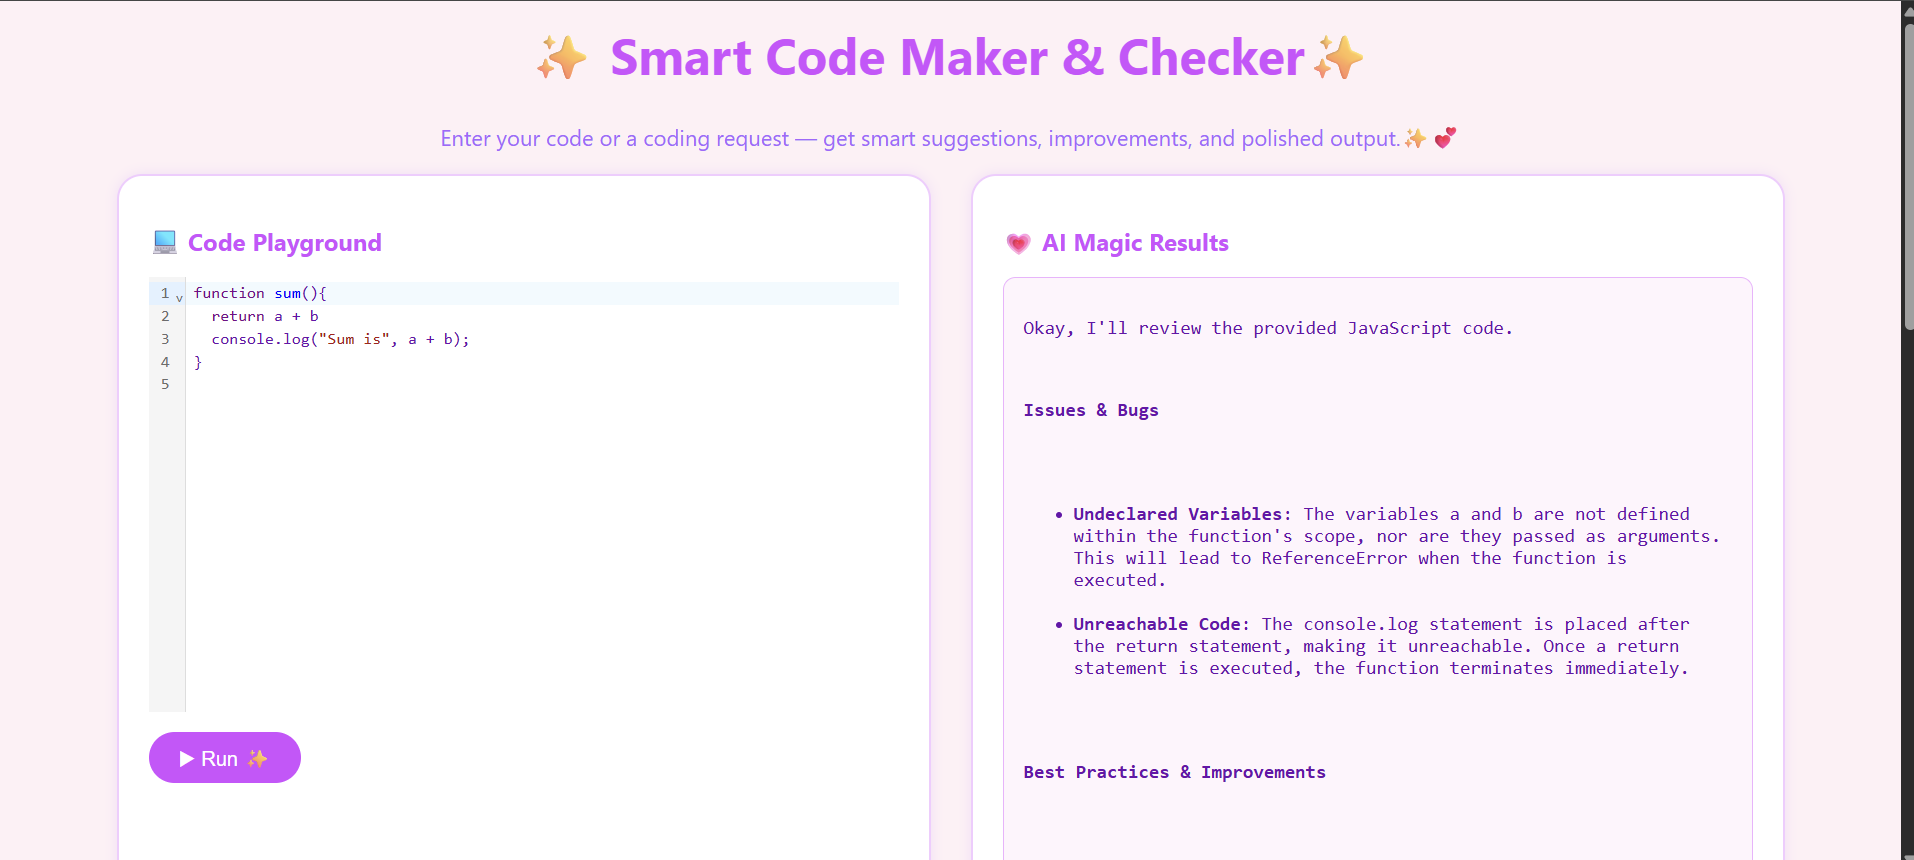 ✨ Smart Code Maker & Checker✨
Enter your code or a coding request — get smart suggestions, improvements, and polished output.✨ 💕
💻 Code Playground
1 function sum(){
2 return a + b
3 console.log("Sum is", a + b);
4 }
5
▶ Run ✨
💗 AI Magic Results
Okay, I'll review the provided JavaScript code.
Issues & Bugs
• Undeclared Variables: The variables a and b are not defined
within the function's scope, nor are they passed as arguments.
This will lead to ReferenceError when the function is
executed.
• Unreachable Code: The console.log statement is placed after
the return statement, making it unreachable. Once a return
statement is executed, the function terminates immediately.
Best Practices & Improvements